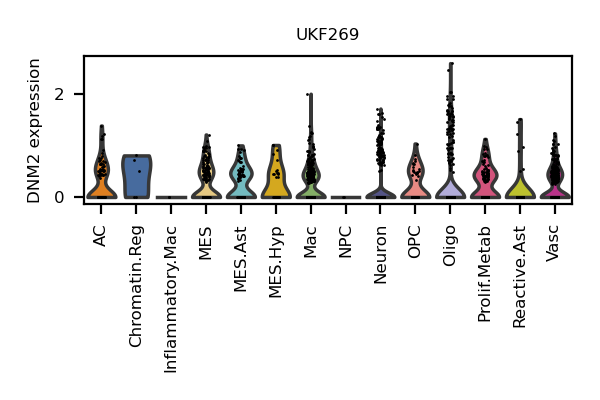 UKF269
DNM2 expression
2
0
AC
Chromatin.Reg
Inflammatory.Mac
MES
MES.Ast
MES.Hyp
Mac
NPC
Neuron
OPC
Oligo
Prolif.Metab
Reactive.Ast
Vasc